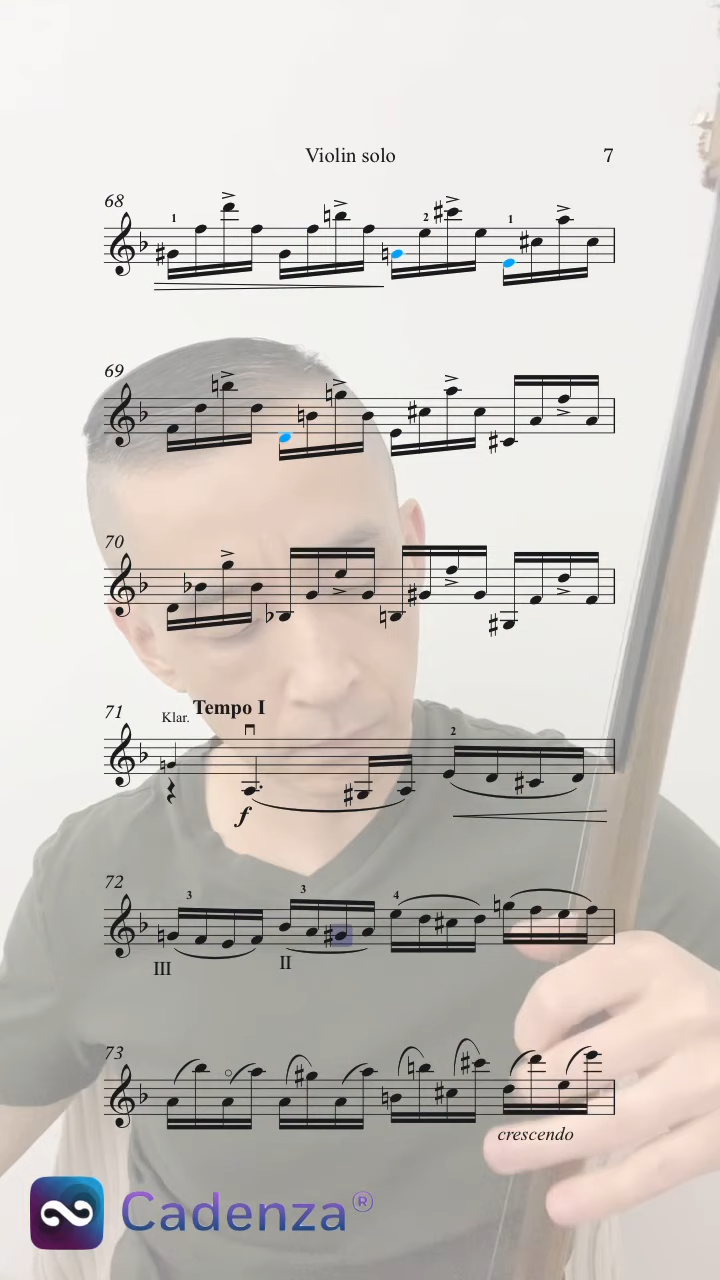 Violin solo 7
68
1 2 1
69
70
71 Klar. Tempo I 2
f
72
3 3 4
III II
73
crescendo
Cadenza®